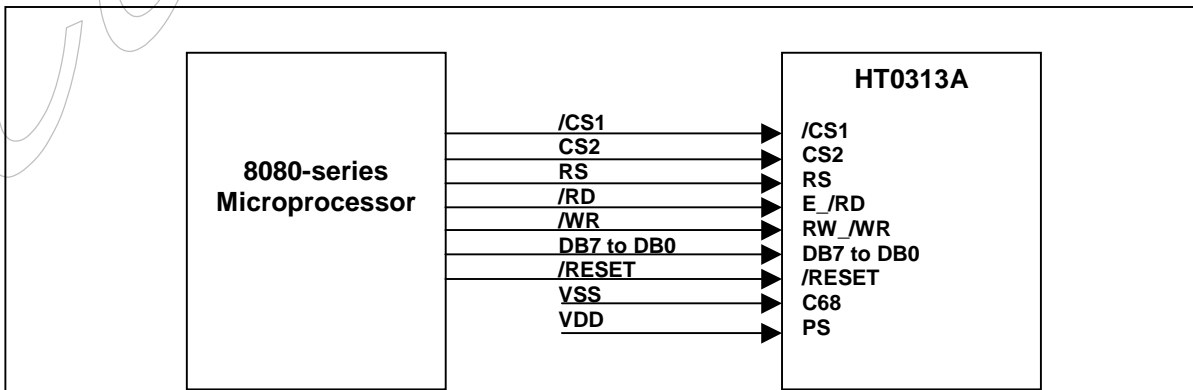 8080-series
Microprocessor
/CS1
CS2
RS
/RD
/WR
DB7 to DB0
/RESET
VSS
VDD
HT0313A
/CS1
CS2
RS
E_/RD
RW_/WR
DB7 to DB0
/RESET
C68
PS